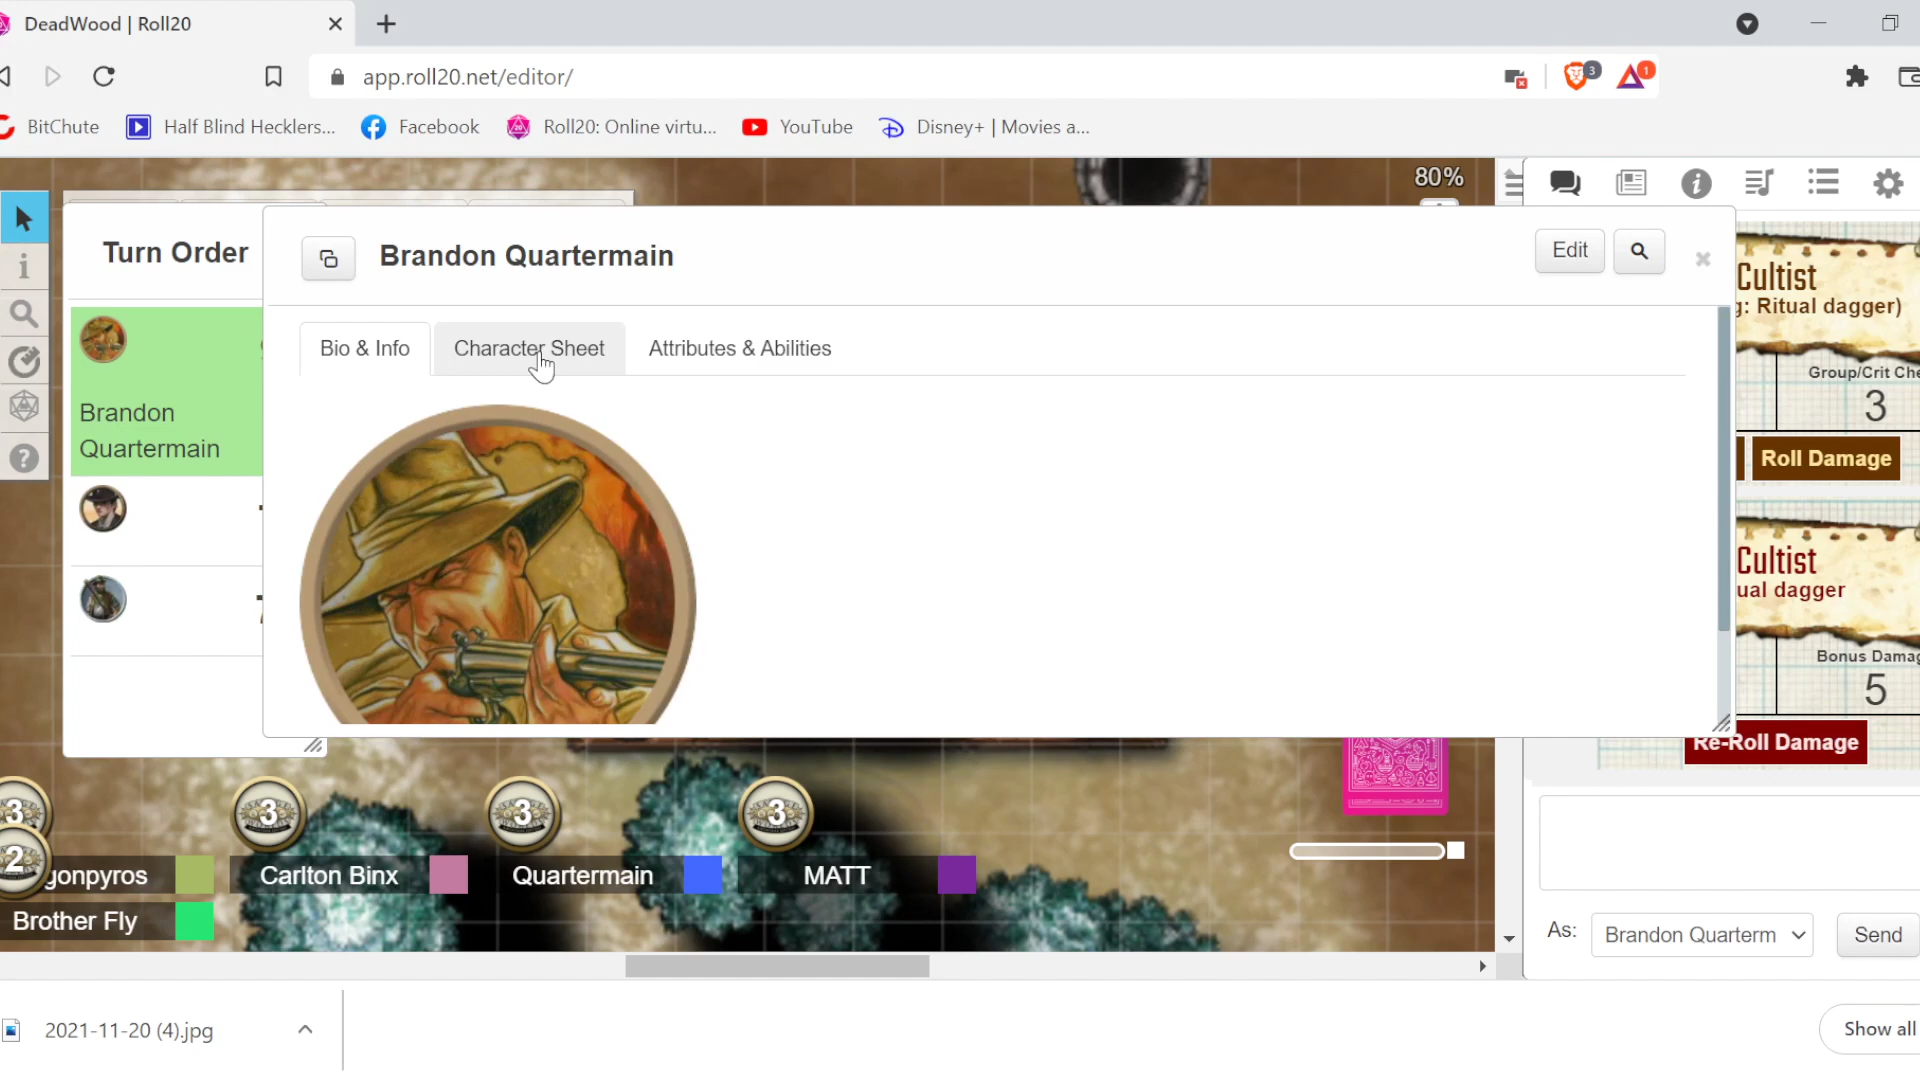 DeadWood | Roll20
app.roll20.net/editor/
3
1
BitChute
Half Blind Hecklers...
Facebook
Roll20: Online virtu...
YouTube
Disney+ | Movies a...
80%
Turn Order
Brandon Quartermain
Edit
Bio & Info
Character Sheet
Attributes & Abilities
Brandon
Quartermain
Cultist
g: Ritual dagger)
Group/Crit Che
3
Roll Damage
Cultist
ual dagger
Bonus Damag
5
Re-Roll Damage
3
3
3
3
2
gonpyros
Carlton Binx
Quartermain
MATT
Brother Fly
As:
Brandon Quarterm
Send
2021-11-20 (4).jpg
Show all